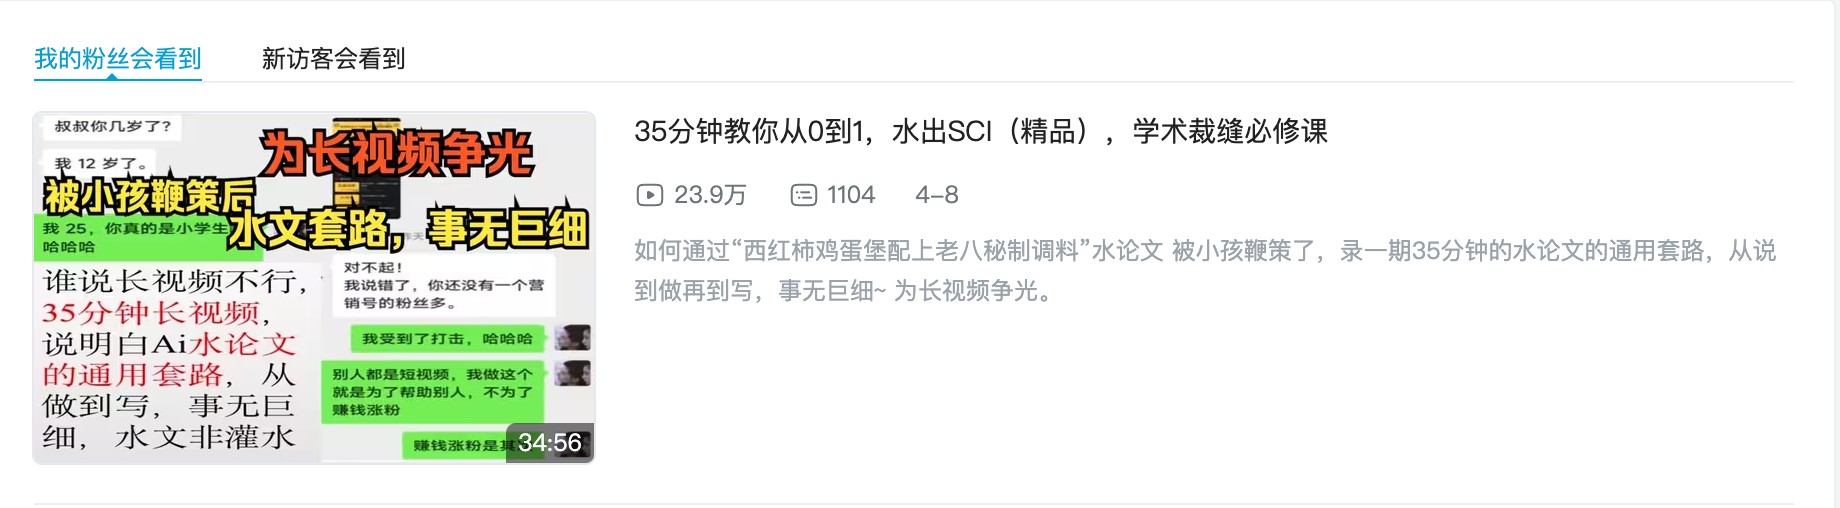 我的粉丝会看到
新访客会看到
叔叔你几岁了？
我 12 岁了。
为长视频争光
被小孩鞭策后
水文套路，事无巨细
我 25，你真的是小学生
哈哈哈
对不起！
我说错了，你还没有一个营
销号的粉丝多。
谁说长视频不行，
35分钟长视频，
说明白Ai水论文
的通用套路，从
做到写，事无巨
细，水文非灌水
我受到了打击，哈哈哈
别人都是短视频，我做这个
就是为了帮助别人，不为了
赚钱涨粉
赚钱涨粉是其
34:56
35分钟教你从0到1，水出SCI（精品），学术裁缝必修课
23.9万 1104 4-8
如何通过“西红柿鸡蛋堡配上老八秘制调料”水论文 被小孩鞭策了，录一期35分钟的水论文的通用套路，从说
到做再到写，事无巨细~ 为长视频争光。